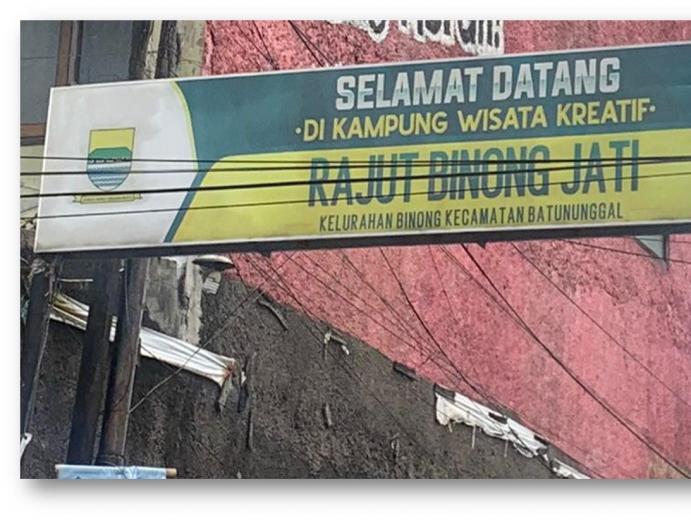 SELAMAT DATANG
·DI KAMPUNG WISATA KREATIF·
RAJUT BINONG JATI
KELURAHAN BINONG KECAMATAN BATUNUNGGAL